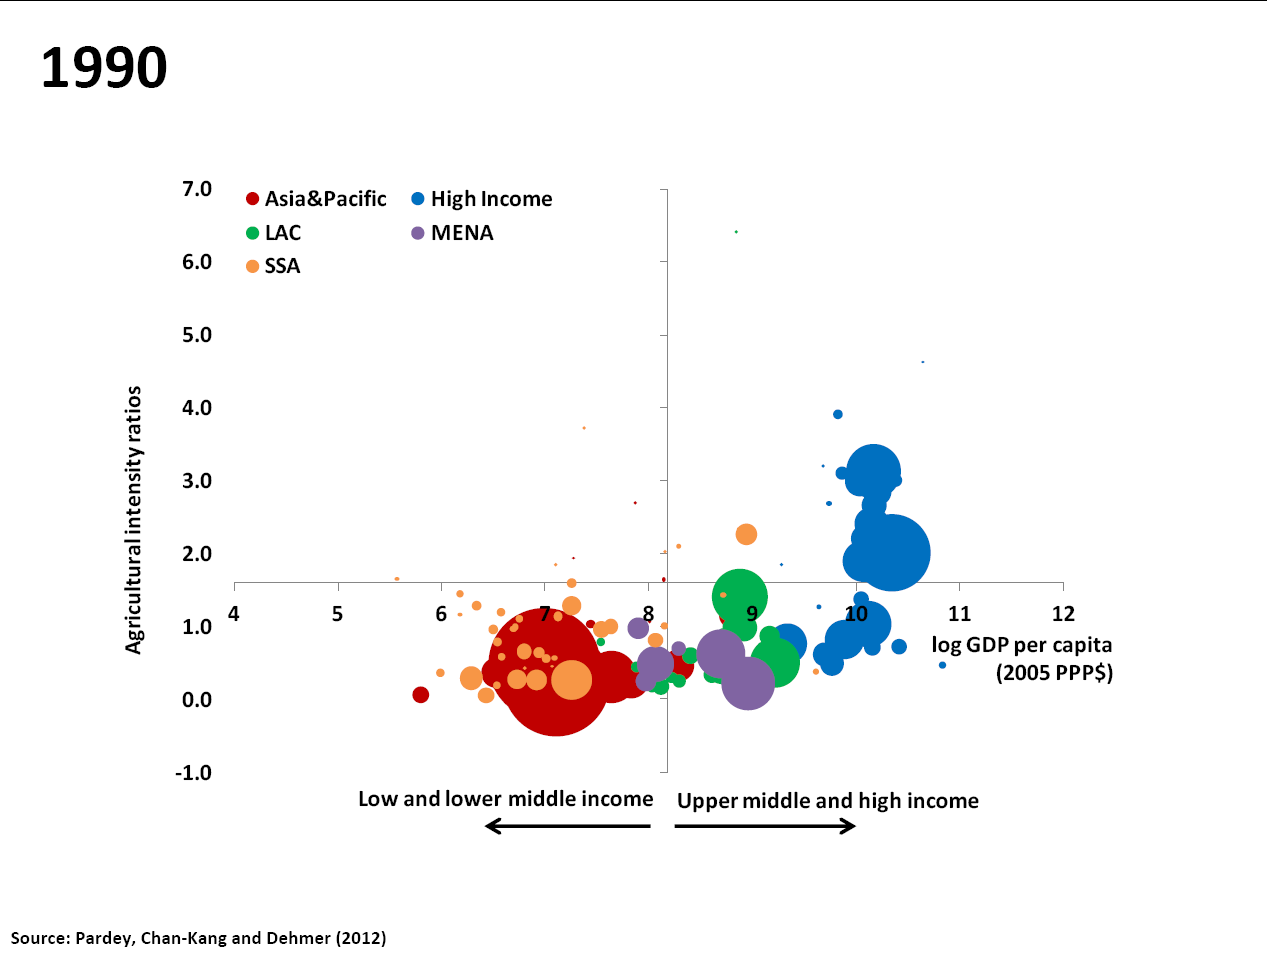 1990
7.0
Asia&Pacific
High Income
LAC
MENA
6.0
SSA
5.0
4.0
3.0
2.0
1.0
0.0
-1.0
Agricultural intensity ratios
4
5
6
7
8
9
10
11
12
log GDP per capita
(2005 PPP$)
Low and lower middle income
Upper middle and high income
Source: Pardey, Chan-Kang and Dehmer (2012)